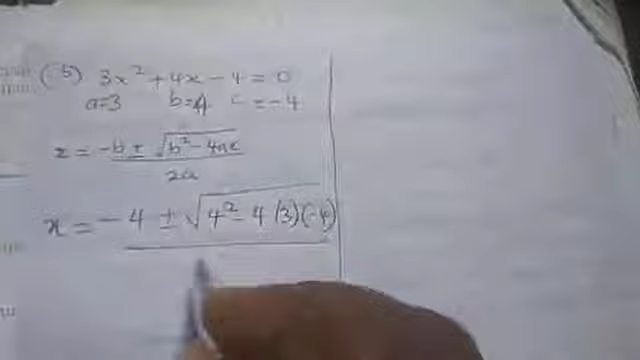 (5) 3x² + 4x - 4 = 0
a=3 b=4 c = -4
x = -b ± √b² - 4ac
2a
x = - 4 ± √4² - 4(3)(-4)